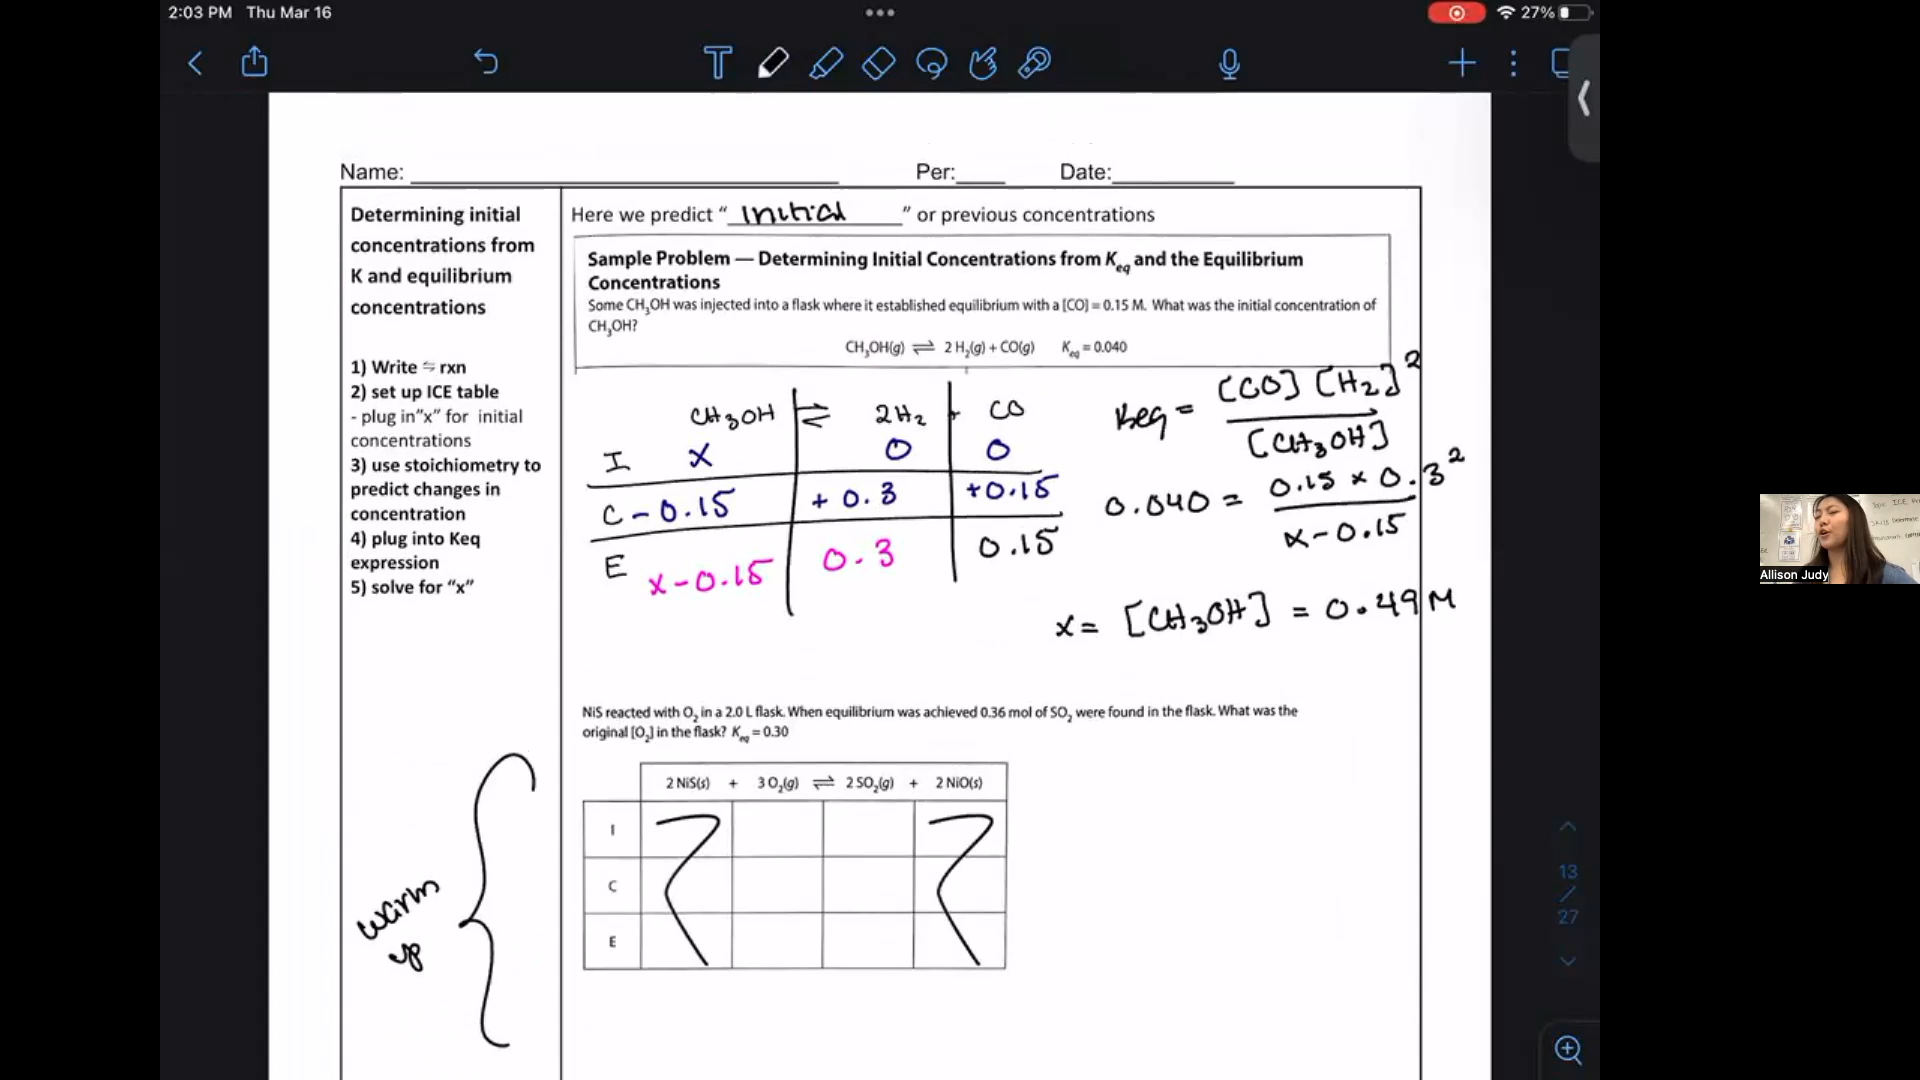 2:03 PM Thu Mar 16
27%
Name: Per: Date:
Determining initial
concentrations from
K and equilibrium
concentrations
1) Write ⇋ rxn
2) set up ICE table
- plug in"x" for initial
concentrations
3) use stoichiometry to
predict changes in
concentration
4) plug into Keq
expression
5) solve for "x"
warm
up
Here we predict " initial " or previous concentrations
Sample Problem — Determining Initial Concentrations from Keq and the Equilibrium
Concentrations
Some CH₃OH was injected into a flask where it established equilibrium with a [CO] = 0.15 M. What was the initial concentration of
CH₃OH?
CH₃OH(g) ⇌ 2 H₂(g) + CO(g) Keq = 0.040
CH₃OH ⇌ 2H₂ + CO
I x 0 0
C - 0.15 + 0.3 +0.15
E x - 0.15 0.3 0.15
Keq = [CO] [H₂]² / [CH₃OH]
0.040 = 0.15 x 0.3² / x - 0.15
x = [CH₃OH] = 0.49 M
NiS reacted with O₂ in a 2.0 L flask. When equilibrium was achieved 0.36 mol of SO₂ were found in the flask. What was the
original [O₂] in the flask? Keq = 0.30
2 NiS(s) + 3 O₂(g) ⇌ 2 SO₂(g) + 2 NiO(s)
I
C
E
13
/
27
Allison Judy